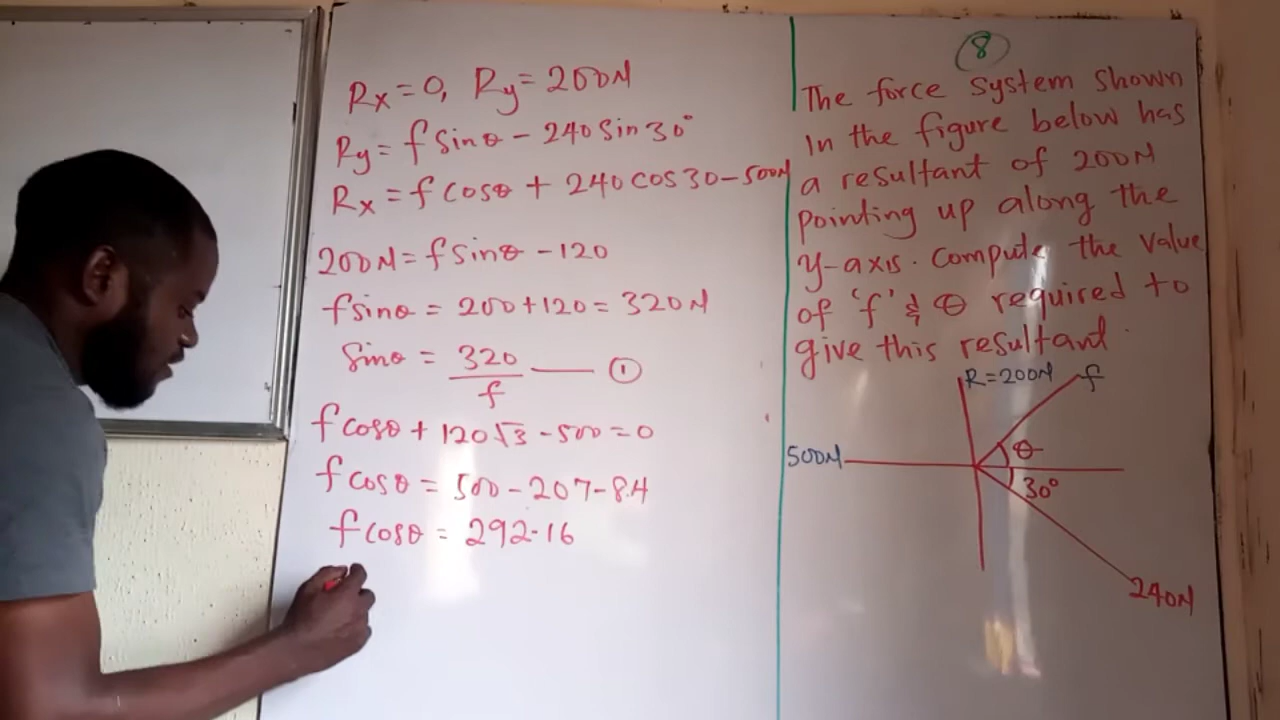 Rx = 0, Ry = 200N
Ry = f sinθ - 240 sin 30°
Rx = f cosθ + 240 cos 30 - 500N
200N = f sinθ - 120
f sinθ = 200 + 120 = 320N
Sinθ = 320/f —— ①
f cosθ + 120√3 - 500 = 0
f cosθ = 500 - 207-84
f cosθ = 292.16
8
The force system shown
in the figure below has
a resultant of 200N
pointing up along the
y-axis. Compute the value
of 'f' & θ required to
give this resultant.
R = 200N
f
500N
θ
30°
240N